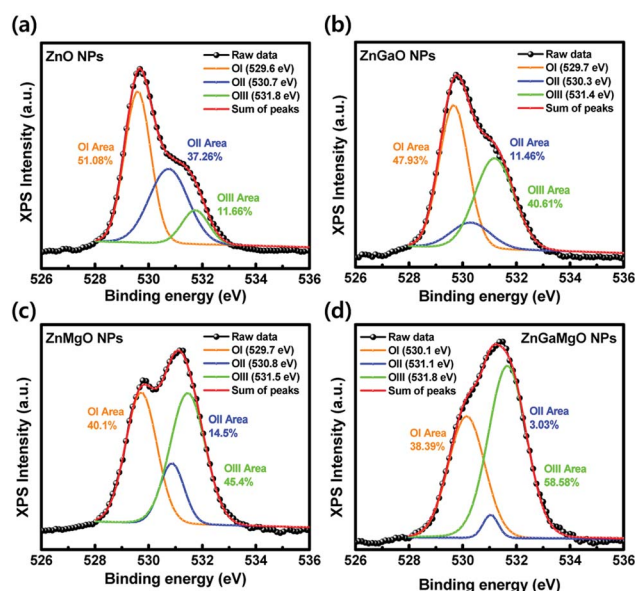 (a)
ZnO NPs
Raw data
OI (529.6 eV)
OII (530.7 eV)
OIII (531.8 eV)
Sum of peaks
OI Area
51.08%
OII Area
37.26%
OIII Area
11.66%
XPS Intensity (a.u.)
526 528 530 532 534 536
Binding energy (eV)
(b)
ZnGaO NPs
Raw data
OI (529.7 eV)
OII (530.3 eV)
OIII (531.4 eV)
Sum of peaks
OI Area
47.93%
OII Area
11.46%
OIII Area
40.61%
XPS Intensity (a.u.)
526 528 530 532 534 536
Binding energy (eV)
(c)
ZnMgO NPs
Raw data
OI (529.7 eV)
OII (530.8 eV)
OIII (531.5 eV)
Sum of peaks
OI Area
40.1%
OII Area
14.5%
OIII Area
45.4%
XPS Intensity (a.u.)
526 528 530 532 534 536
Binding energy (eV)
(d)
ZnGaMgO NPs
Raw data
OI (530.1 eV)
OII (531.1 eV)
OIII (531.8 eV)
Sum of peaks
OI Area
38.39%
OII Area
3.03%
OIII Area
58.58%
XPS Intensity (a.u.)
526 528 530 532 534 536
Binding energy (eV)